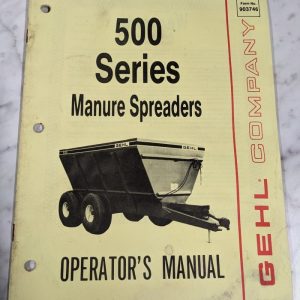 Form No.
903746
500
Series
Manure Spreaders
GEHL
OPERATOR'S MANUAL
GEHL COMPANY